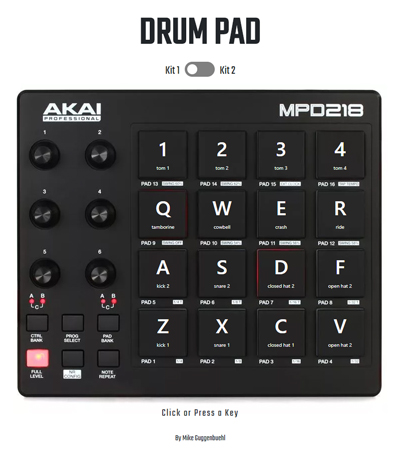 DRUM PAD
Kit 1 Kit 2
AKAI
PROFESSIONAL
MPD218
1 2
3 4
5 6
A B
C
A B
C
CTRL BANK
PROG SELECT
PAD BANK
FULL LEVEL
NR CONFIG
NOTE REPEAT
1 2 3 4
tom 1 tom 2 tom 3 tom 4
PAD 13 PAD 14 PAD 15 PAD 16
Q W E R
tamborine cowbell crash ride
PAD 9 PAD 10 PAD 11 PAD 12
A S D F
kick 2 snare 2 closed hat 2 open hat 2
PAD 5 PAD 6 PAD 7 PAD 8
Z X C V
kick 1 snare 1 closed hat 1 open hat 1
PAD 1 PAD 2 PAD 3 PAD 4
Click or Press a Key
By Mike Guggenbuehl